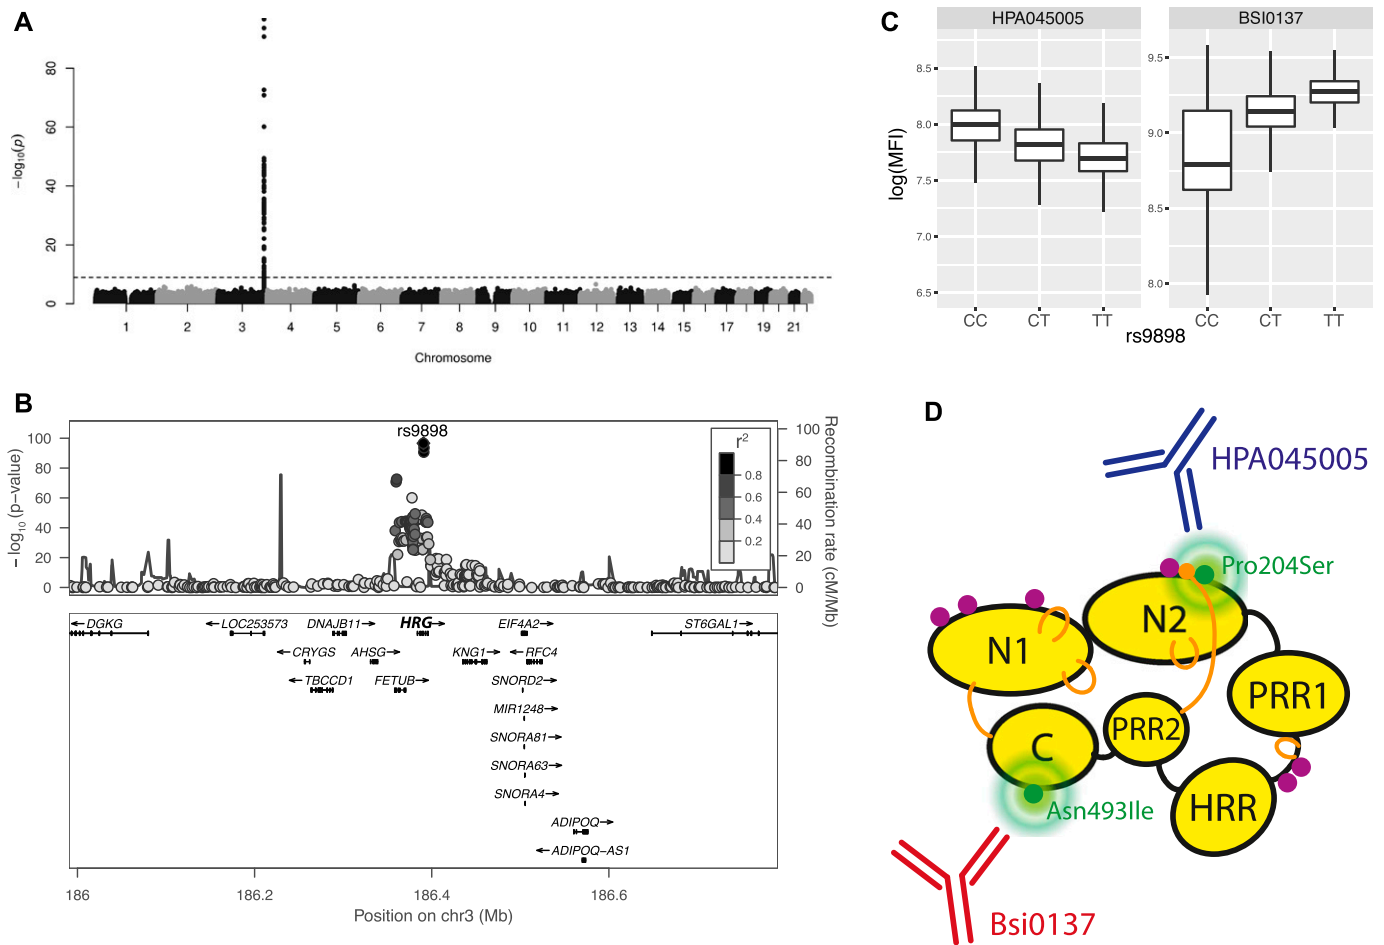 A
−log10(p)
80
60
40
20
0
1 2 3 4 5 6 7 8 9 10 11 12 13 14 15 17 19 21
Chromosome
B
rs9898
−log10 (p−value)
100
80
60
40
20
0
r2
0.8
0.6
0.4
0.2
100
80
60
40
20
0
Recombination rate (cM/Mb)
DGKG LOC253573 DNAJB11 HRG EIF4A2 ST6GAL1
CRYGS AHSG KNG1 RFC4
TBCCD1 FETUB SNORD2
MIR1248
SNORA81
SNORA63
SNORA4
ADIPOQ
ADIPOQ−AS1
186 186.2 186.4 186.6
Position on chr3 (Mb)
C
HPA045005 BSI0137
log(MFI)
8.5
8.0
7.5
7.0
6.5
9.5
9.0
8.5
8.0
CC CT TT CC CT TT
rs9898
D
HPA045005
Pro204Ser
N1
N2
PRR1
C
PRR2
HRR
Asn493Ile
Bsi0137